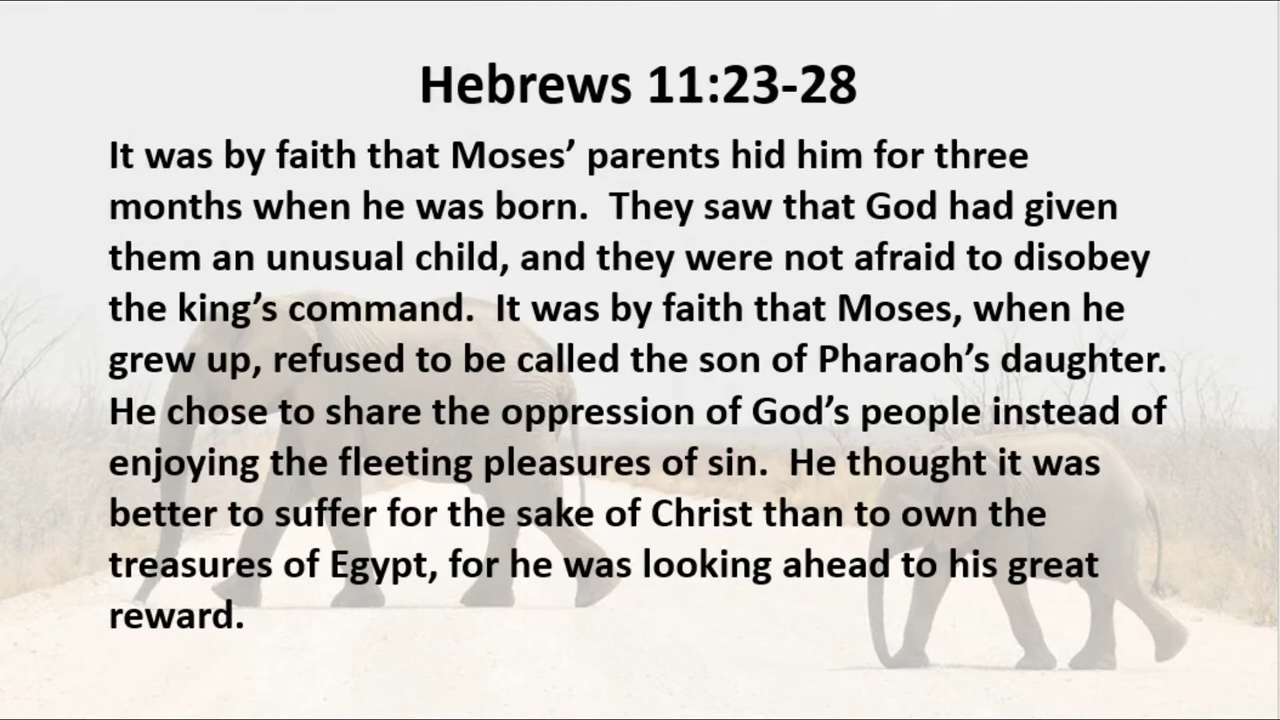 Hebrews 11:23-28
It was by faith that Moses’ parents hid him for three
months when he was born.  They saw that God had given
them an unusual child, and they were not afraid to disobey
the king’s command.  It was by faith that Moses, when he
grew up, refused to be called the son of Pharaoh’s daughter.
He chose to share the oppression of God’s people instead of
enjoying the fleeting pleasures of sin.  He thought it was
better to suffer for the sake of Christ than to own the
treasures of Egypt, for he was looking ahead to his great
reward.